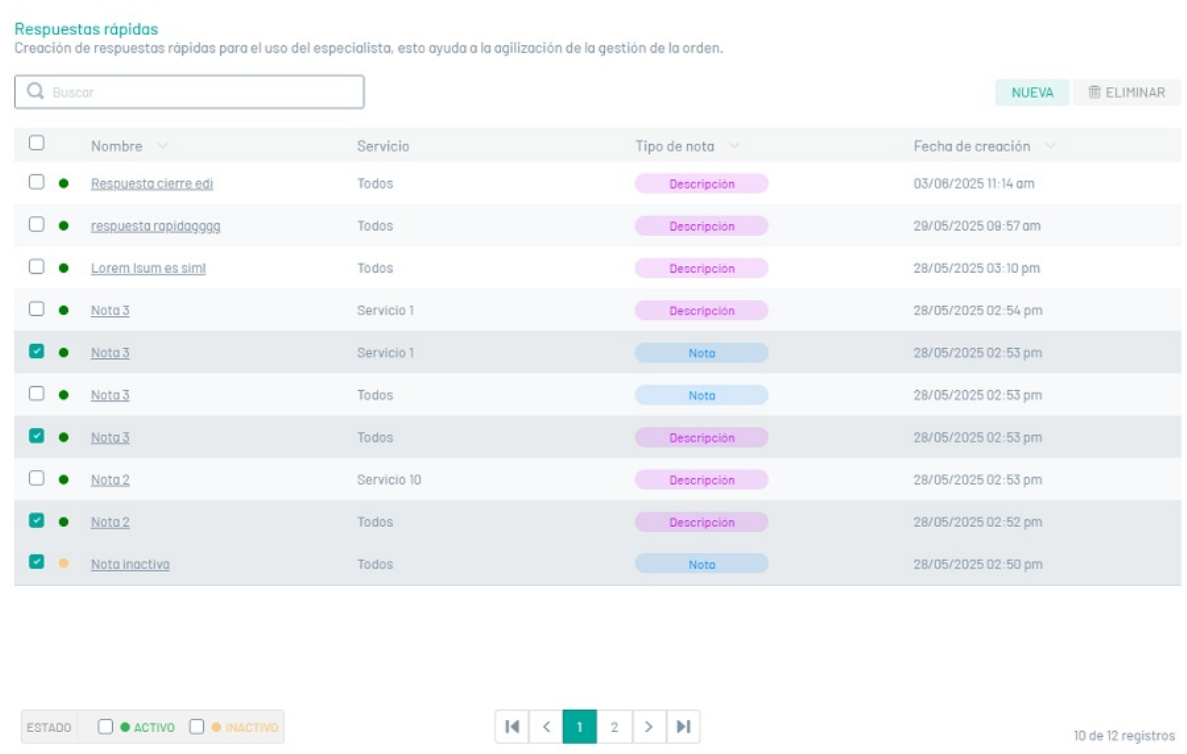 Respuestas rápidas
Creación de respuestas rápidas para el uso del especialista, esto ayuda a la agilización de la gestión de la orden.
Buscar NUEVA ELIMINAR
Nombre Servicio Tipo de nota Fecha de creación
Respuesta cierre edi Todos Descripción 03/06/2025 11:14 am
respuesta rapidagggg Todos Descripción 29/05/2025 09:57 am
Lorem Isum es siml Todos Descripción 28/05/2025 03:10 pm
Nota 3 Servicio 1 Descripción 28/05/2025 02:54 pm
Nota 3 Servicio 1 Nota 28/05/2025 02:53 pm
Nota 3 Todos Nota 28/05/2025 02:53 pm
Nota 3 Todos Descripción 28/05/2025 02:53 pm
Nota 2 Servicio 10 Descripción 28/05/2025 02:53 pm
Nota 2 Todos Descripción 28/05/2025 02:52 pm
Nota inactiva Todos Nota 28/05/2025 02:50 pm
ESTADO ACTIVO INACTIVO 1 2 10 de 12 registros